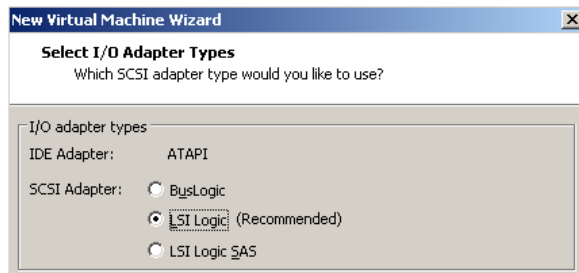 New Virtual Machine Wizard
Select I/O Adapter Types
Which SCSI adapter type would you like to use?
I/O adapter types
IDE Adapter: ATAPI
SCSI Adapter: BusLogic
LSI Logic (Recommended)
LSI Logic SAS